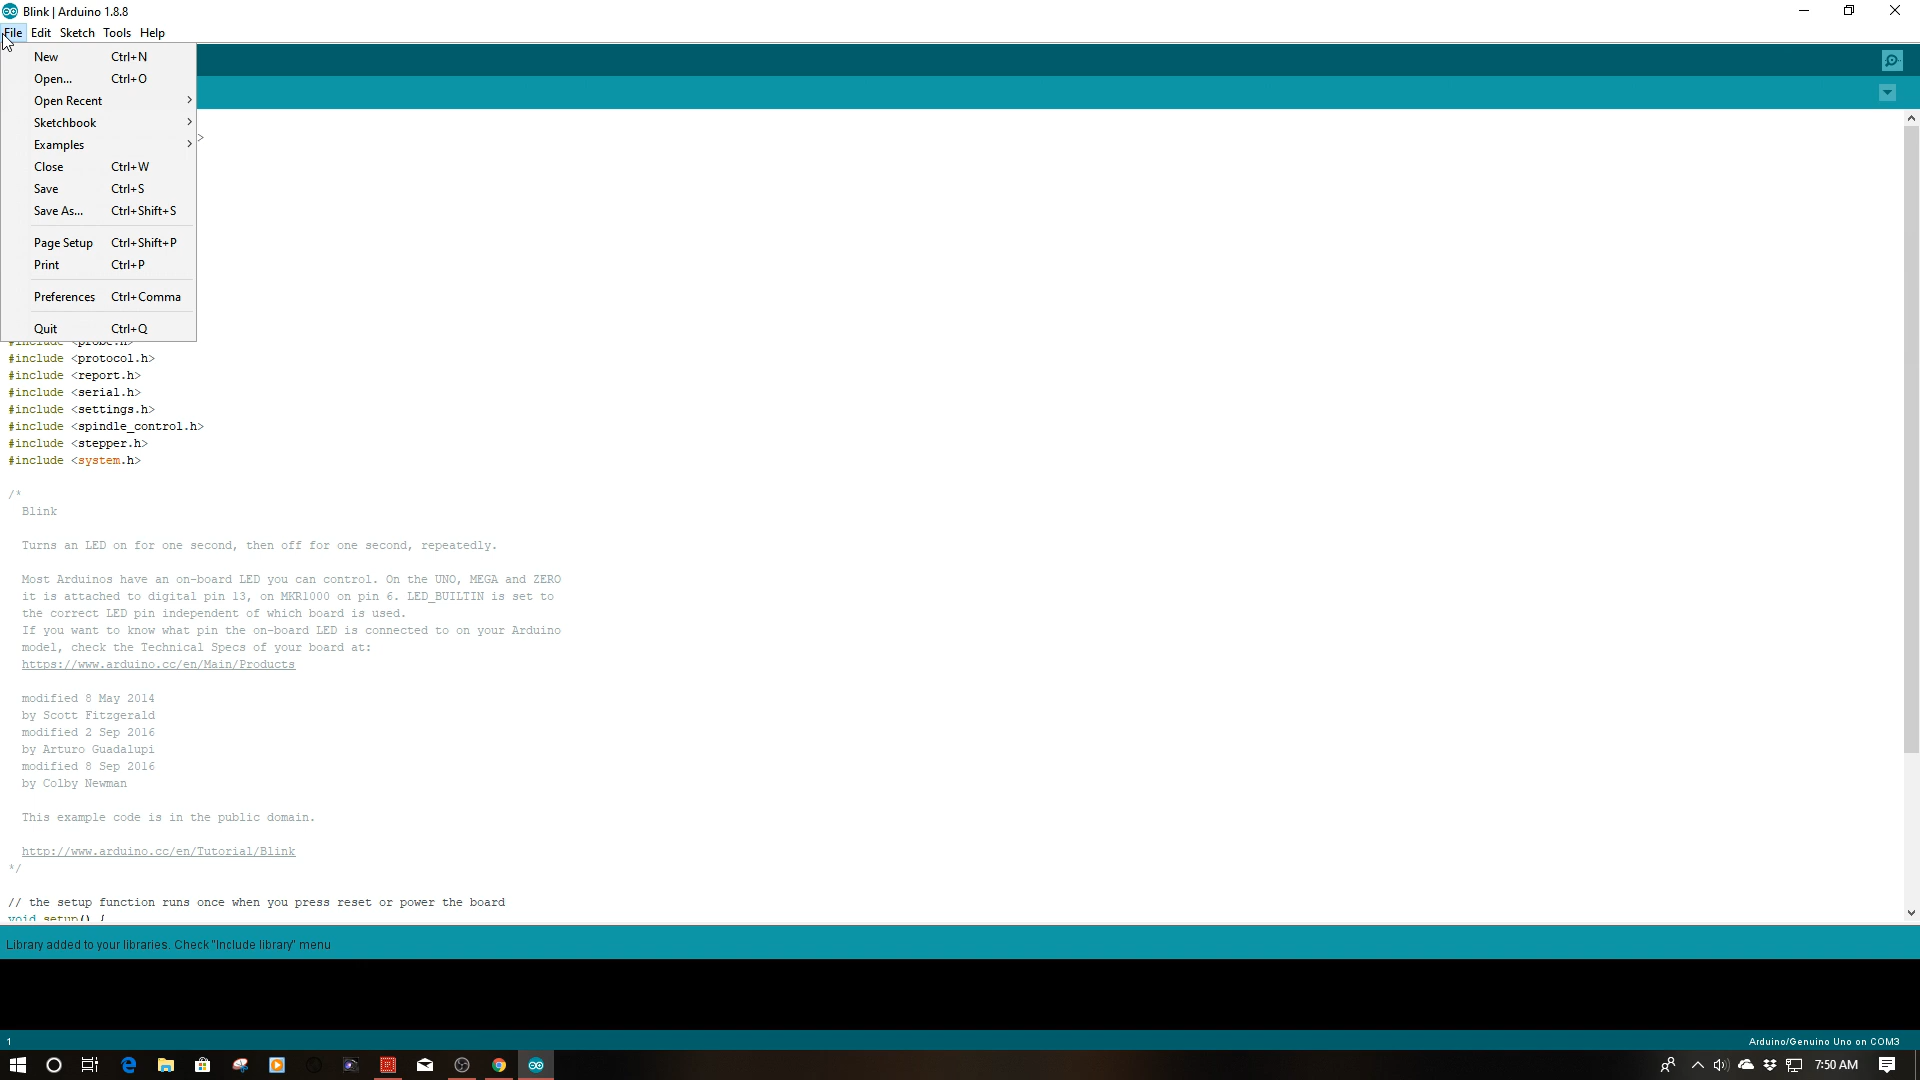 Blink | Arduino 1.8.8
File Edit Sketch Tools Help
New Ctrl+N
Open... Ctrl+O
Open Recent >
Sketchbook >
Examples >
Close Ctrl+W
Save Ctrl+S
Save As... Ctrl+Shift+S
Page Setup Ctrl+Shift+P
Print Ctrl+P
Preferences Ctrl+Comma
Quit Ctrl+Q
>
#include <probe.h>
#include <protocol.h>
#include <report.h>
#include <serial.h>
#include <settings.h>
#include <spindle_control.h>
#include <stepper.h>
#include <system.h>
/*
Blink
Turns an LED on for one second, then off for one second, repeatedly.
Most Arduinos have an on-board LED you can control. On the UNO, MEGA and ZERO
it is attached to digital pin 13, on MKR1000 on pin 6. LED_BUILTIN is set to
the correct LED pin independent of which board is used.
If you want to know what pin the on-board LED is connected to on your Arduino
model, check the Technical Specs of your board at:
https://www.arduino.cc/en/Main/Products
modified 8 May 2014
by Scott Fitzgerald
modified 2 Sep 2016
by Arturo Guadalupi
modified 8 Sep 2016
by Colby Newman
This example code is in the public domain.
http://www.arduino.cc/en/Tutorial/Blink
*/
// the setup function runs once when you press reset or power the board
void setup() {
Library added to your libraries. Check "Include library" menu
1 Arduino/Genuino Uno on COM3
7:50 AM